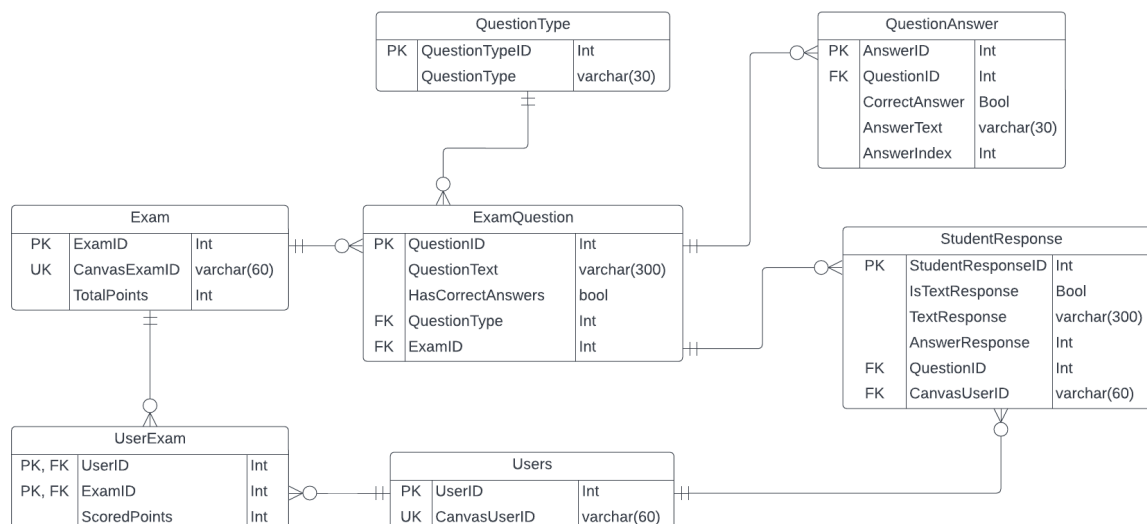 QuestionType
PK QuestionTypeID Int
QuestionType varchar(30)
QuestionAnswer
PK AnswerID Int
FK QuestionID Int
CorrectAnswer Bool
AnswerText varchar(30)
AnswerIndex Int
Exam
PK ExamID Int
UK CanvasExamID varchar(60)
TotalPoints Int
ExamQuestion
PK QuestionID Int
QuestionText varchar(300)
HasCorrectAnswers bool
FK QuestionType Int
FK ExamID Int
StudentResponse
PK StudentResponseID Int
IsTextResponse Bool
TextResponse varchar(300)
AnswerResponse Int
FK QuestionID Int
FK CanvasUserID varchar(60)
UserExam
PK, FK UserID Int
PK, FK ExamID Int
ScoredPoints Int
Users
PK UserID Int
UK CanvasUserID varchar(60)